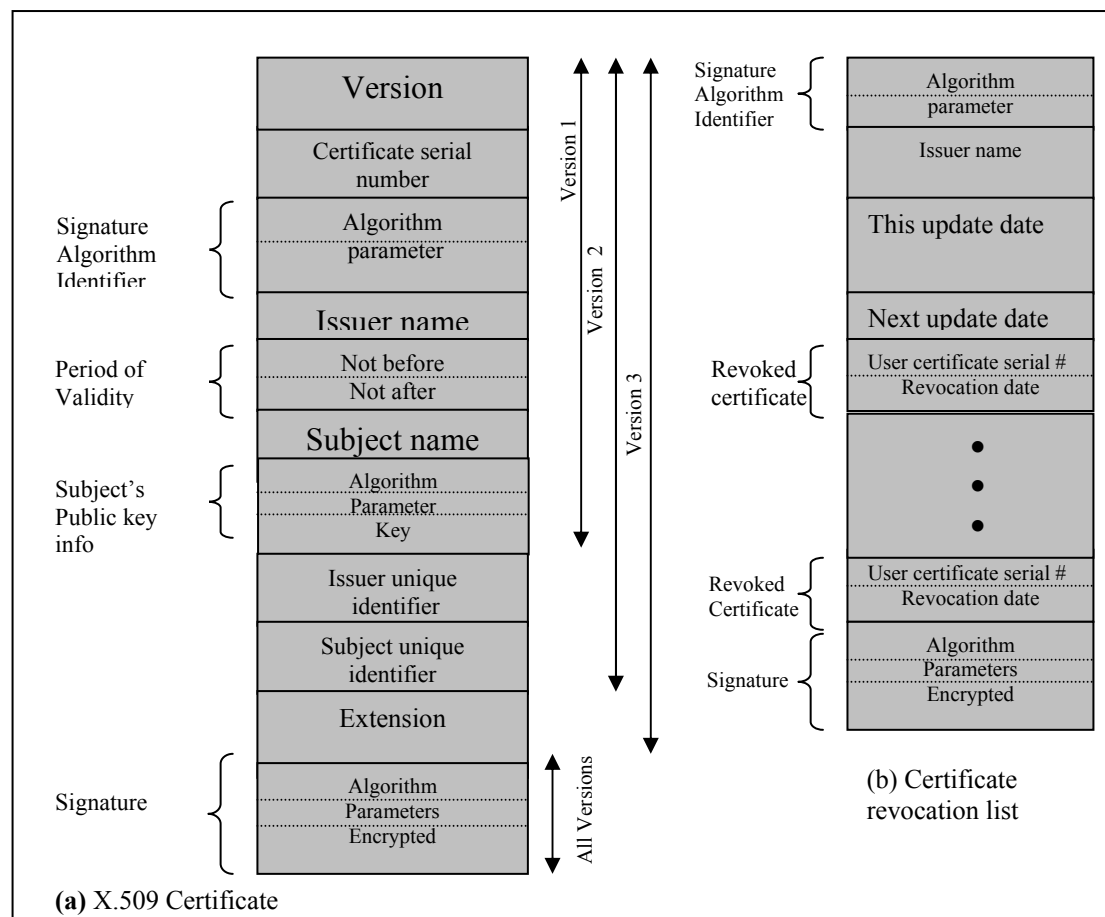 Version
Certificate serial
number
Signature
Algorithm
Identifier
Algorithm
parameter
Issuer name
Period of
Validity
Not before
Not after
Subject name
Subject's
Public key
info
Algorithm
Parameter
Key
Issuer unique
identifier
Subject unique
identifier
Extension
Signature
Algorithm
Parameters
Encrypted
Version 1
Version 2
Version 3
All Versions
(a) X.509 Certificate
Signature
Algorithm
Identifier
Algorithm
parameter
Issuer name
This update date
Next update date
Revoked
certificate
User certificate serial #
Revocation date
Revoked
Certificate
User certificate serial #
Revocation date
Signature
Algorithm
Parameters
Encrypted
(b) Certificate
revocation list